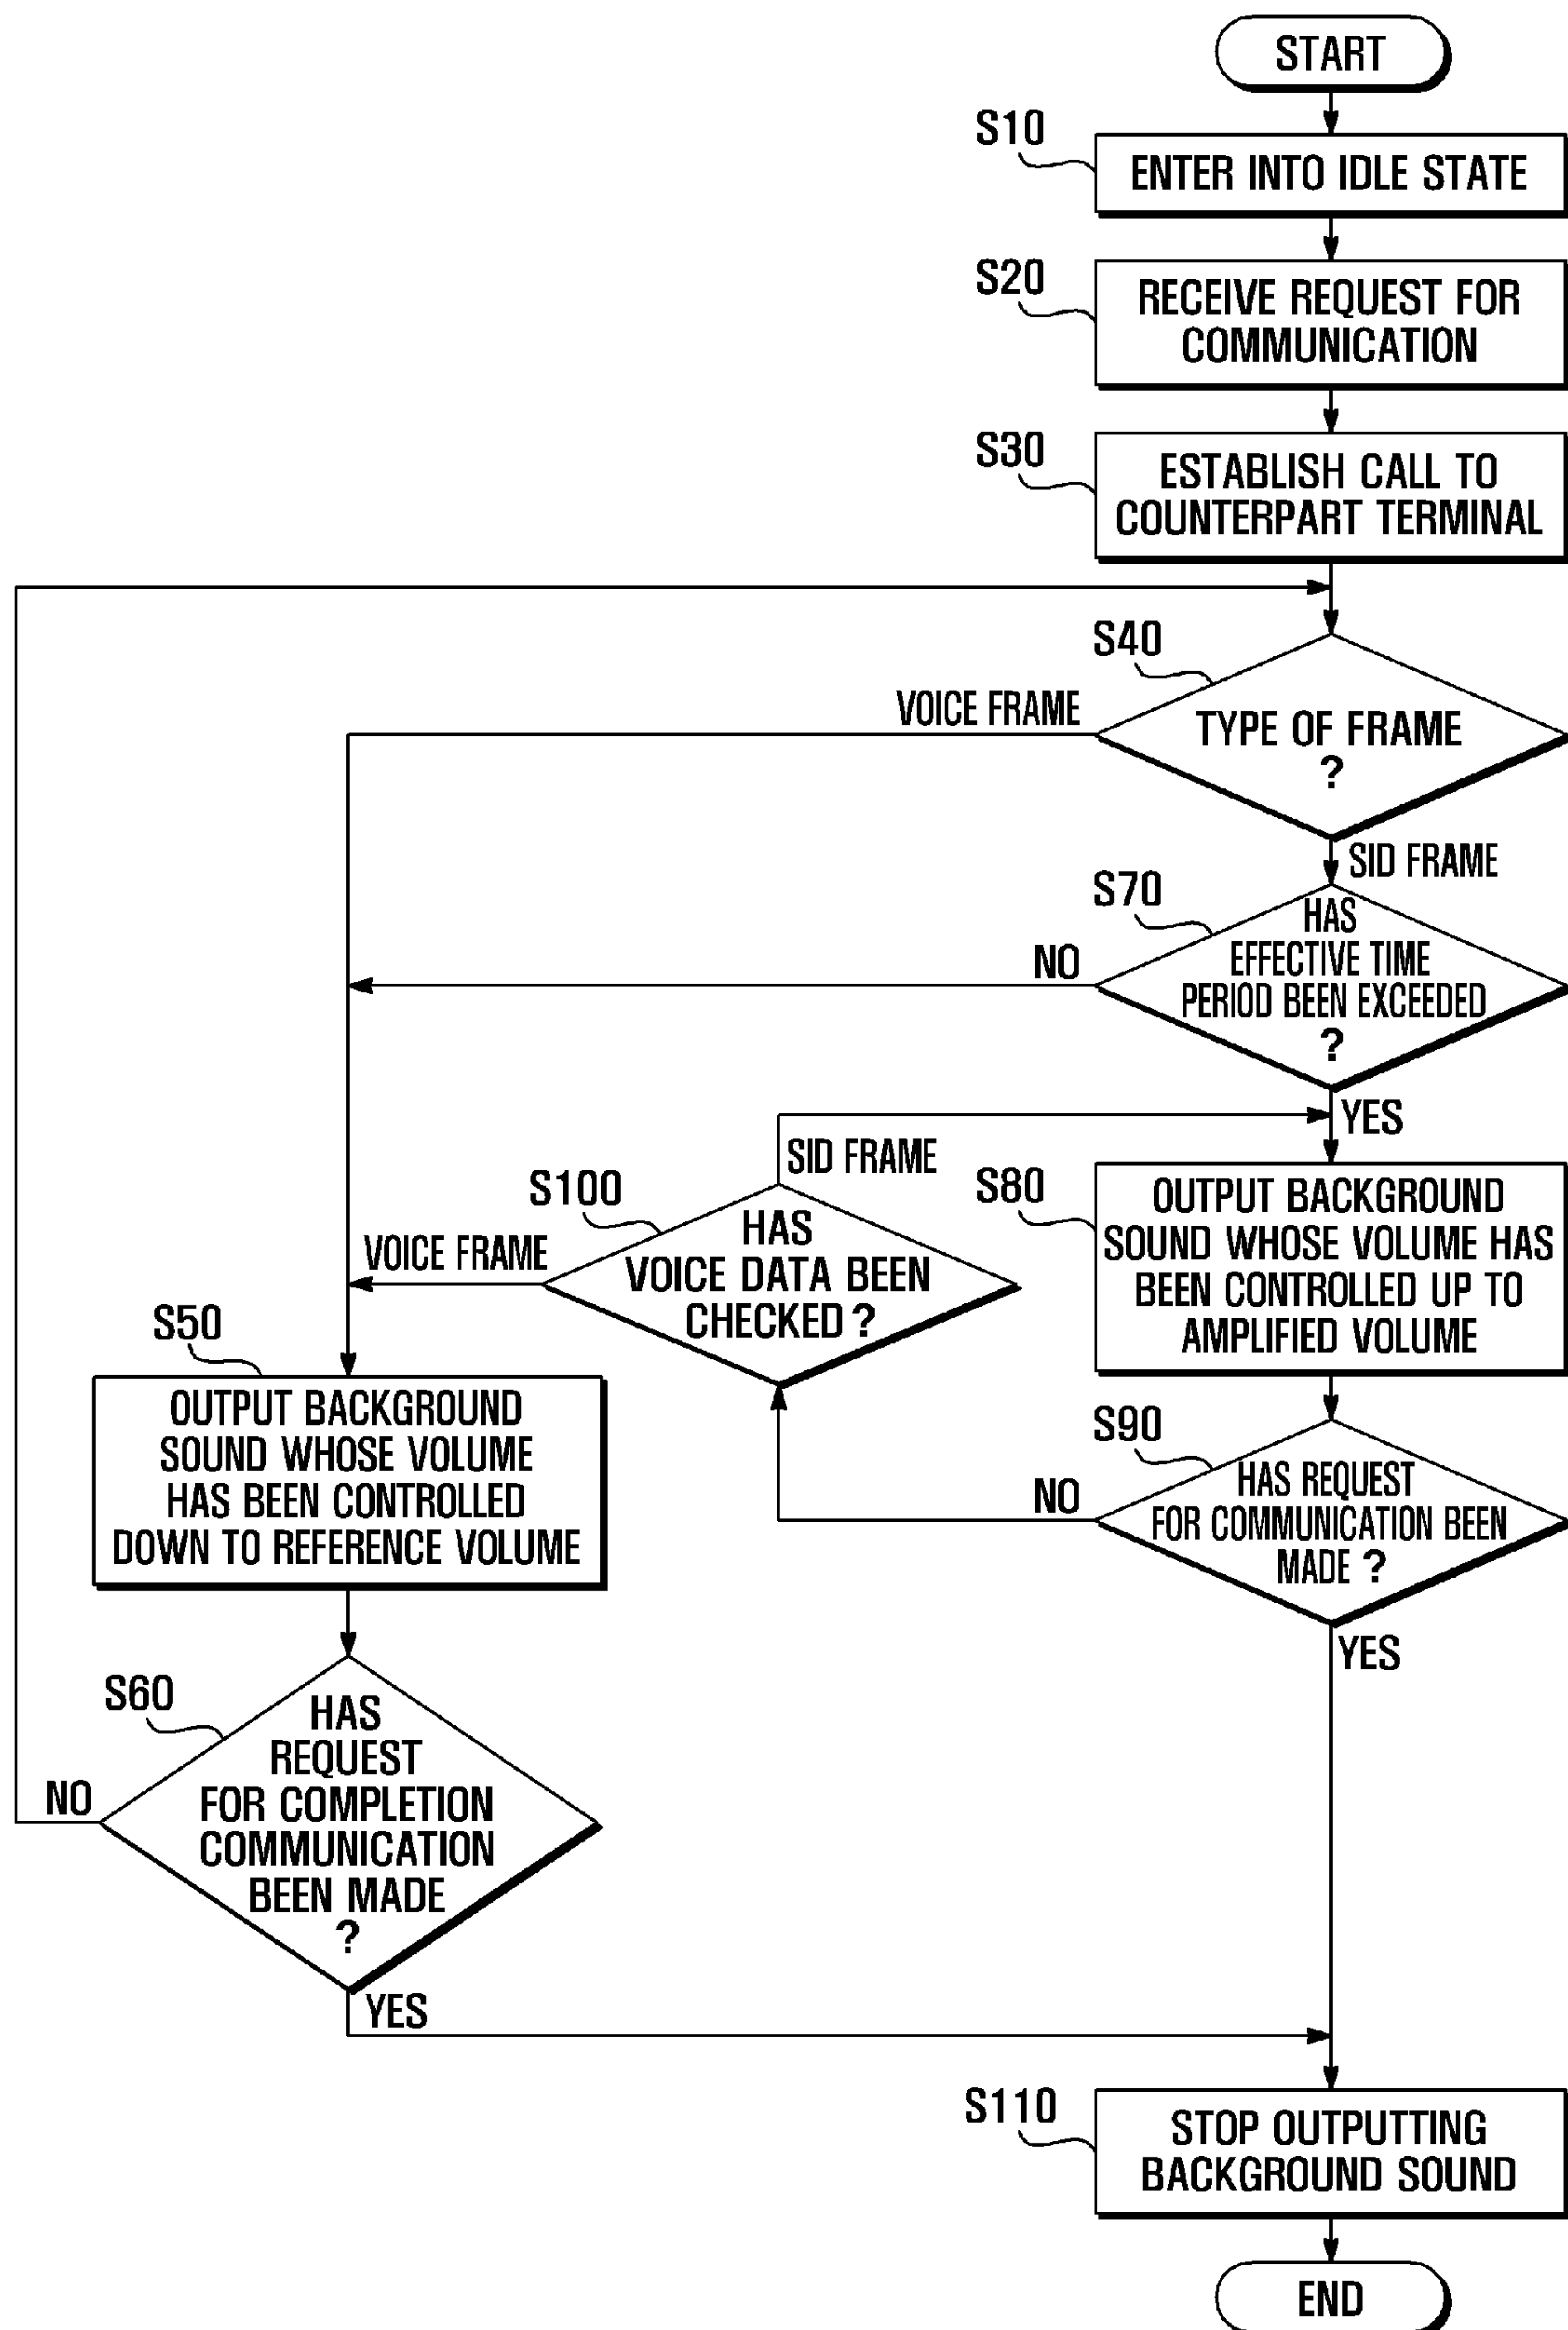 START
S10
ENTER INTO IDLE STATE
S20
RECEIVE REQUEST FOR
COMMUNICATION
S30
ESTABLISH CALL TO
COUNTERPART TERMINAL
S40
VOICE FRAME
TYPE OF FRAME
?
SID FRAME
S70
NO
HAS
EFFECTIVE TIME
PERIOD BEEN EXCEEDED
?
YES
SID FRAME
S100
VOICE FRAME
HAS
VOICE DATA BEEN
CHECKED ?
S80
OUTPUT BACKGROUND
SOUND WHOSE VOLUME HAS
BEEN CONTROLLED UP TO
AMPLIFIED VOLUME
S50
OUTPUT BACKGROUND
SOUND WHOSE VOLUME
HAS BEEN CONTROLLED
DOWN TO REFERENCE VOLUME
S90
NO
HAS REQUEST
FOR COMMUNICATION BEEN
MADE ?
YES
S60
NO
HAS
REQUEST
FOR COMPLETION
COMMUNICATION
BEEN MADE
?
YES
S110
STOP OUTPUTTING
BACKGROUND SOUND
END